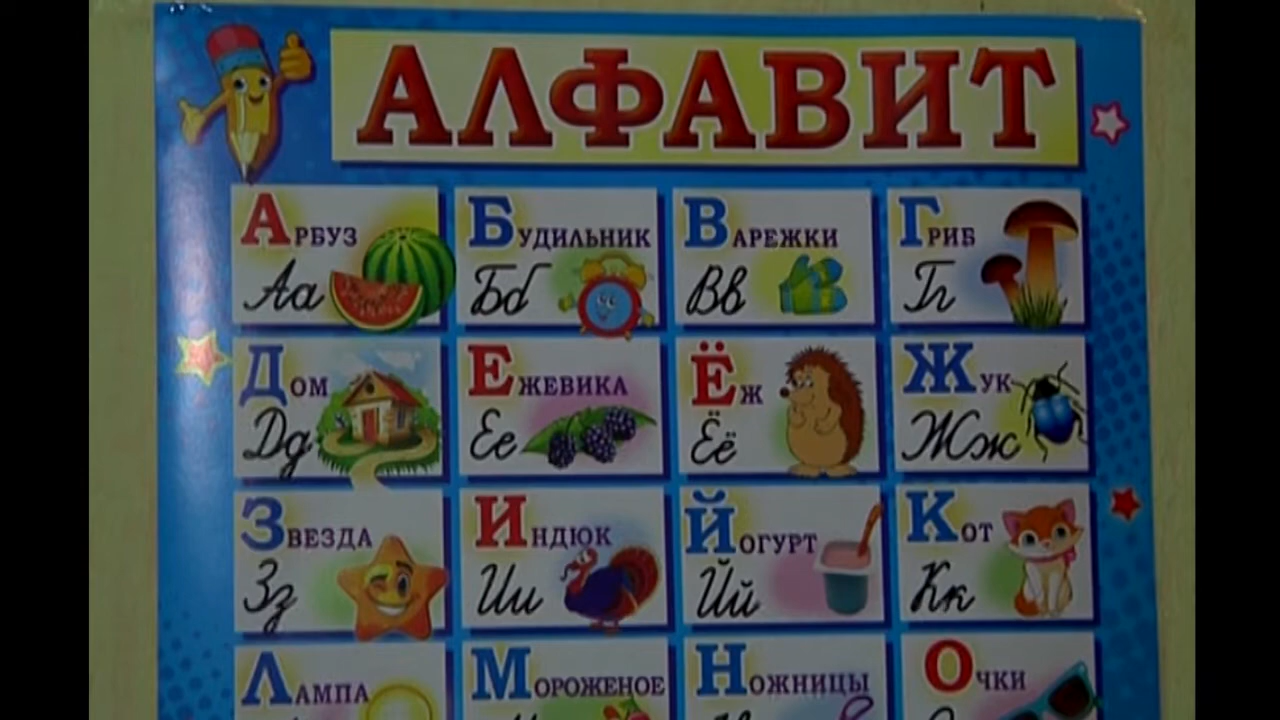 АЛФАВИТ
Арбуз
Аа
Будильник
Бб
Варежки
Вв
Гриб
Гг
Дом
Дд
Ежевика
Ее
Ёж
Ёё
Жук
Жж
Звезда
Зз
Индюк
Ии
Йогурт
Йй
Кот
Кк
Лампа
Мороженое
Ножницы
Очки